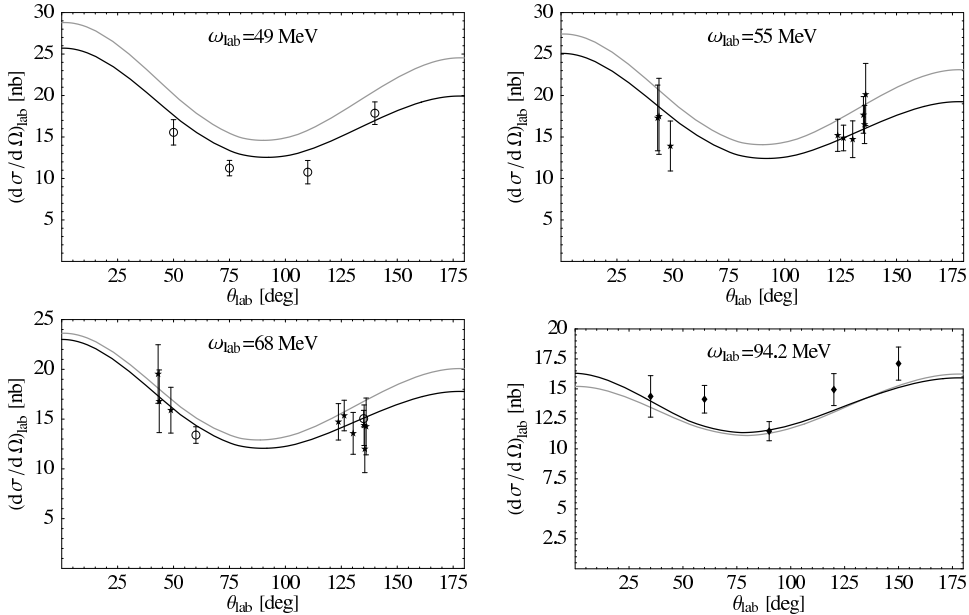 ω_lab=49 MeV
(dσ/dΩ)_lab [nb]
30
25
20
15
10
5
25 50 75 100 125 150 175
θ_lab [deg]
ω_lab=55 MeV
(dσ/dΩ)_lab [nb]
30
25
20
15
10
5
25 50 75 100 125 150 175
θ_lab [deg]
ω_lab=68 MeV
(dσ/dΩ)_lab [nb]
25
20
15
10
5
25 50 75 100 125 150 175
θ_lab [deg]
ω_lab=94.2 MeV
(dσ/dΩ)_lab [nb]
20
17.5
15
12.5
10
7.5
5
2.5
25 50 75 100 125 150 175
θ_lab [deg]